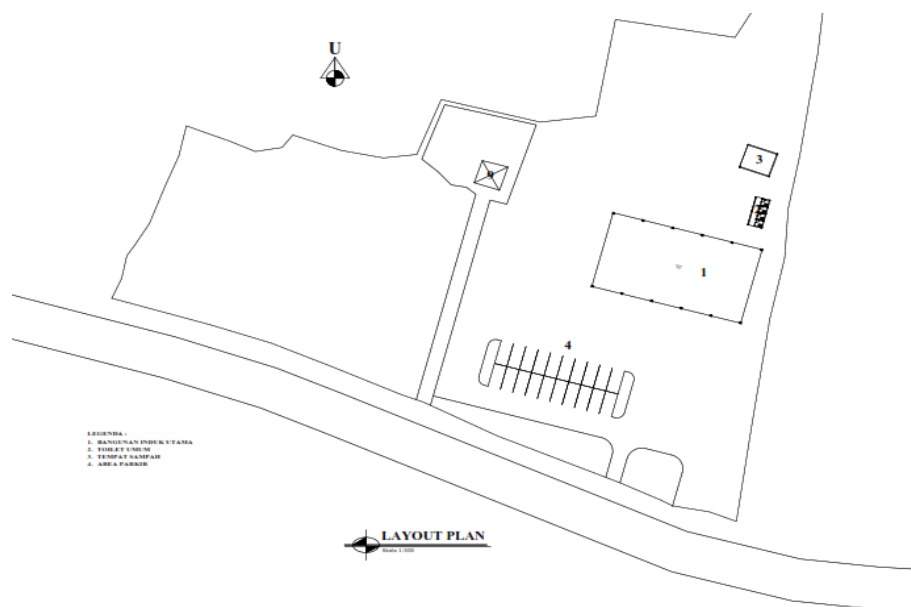 U
3
1
4
LEGENDA :
1. BANGUNAN INDUK UTAMA
2. TOILET UMUM
3. TEMPAT SAMPAH
4. AREA PARKIR
LAYOUT PLAN